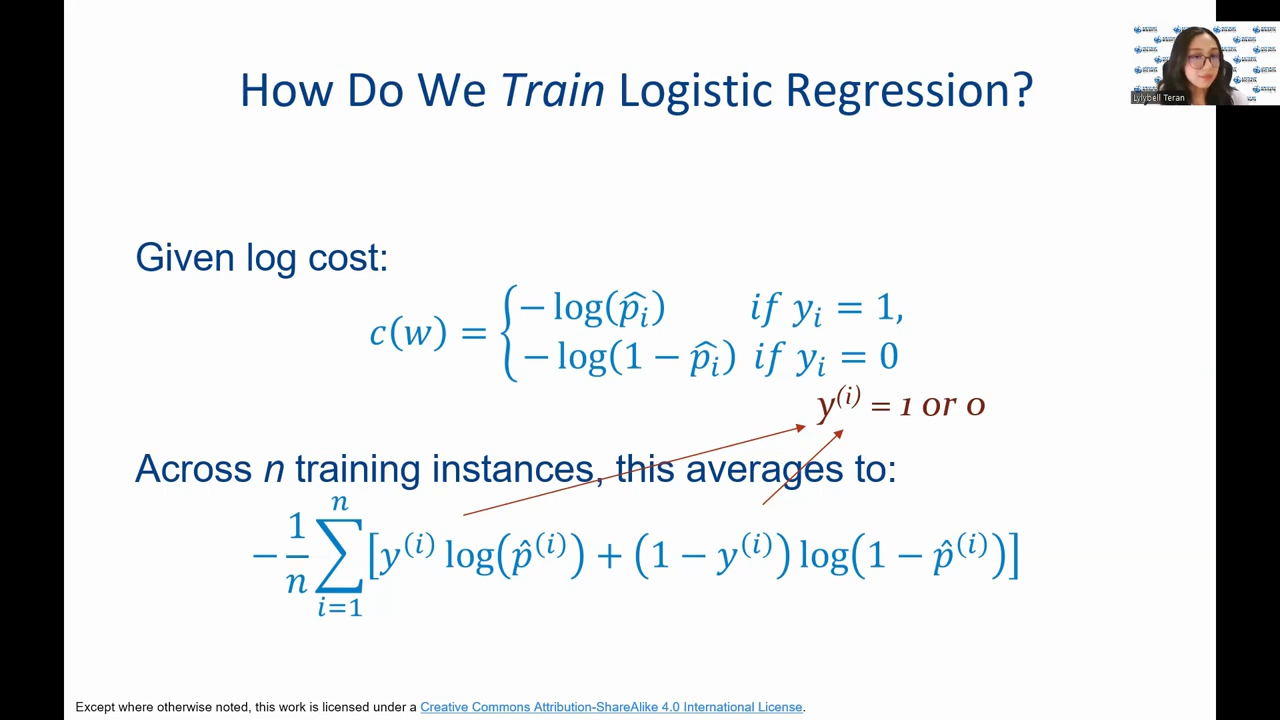 How Do We Train Logistic Regression?
Lylybell Teran
Given log cost:
c(w) = { −log(p̂ᵢ) if yᵢ = 1,
−log(1 − p̂ᵢ) if yᵢ = 0
y⁽ⁱ⁾ = 1 or 0
Across n training instances, this averages to:
−1/n ∑ⁿᵢ₌₁ [y⁽ⁱ⁾ log(p̂⁽ⁱ⁾) + (1 − y⁽ⁱ⁾) log(1 − p̂⁽ⁱ⁾)]
Except where otherwise noted, this work is licensed under a Creative Commons Attribution-ShareAlike 4.0 International License.